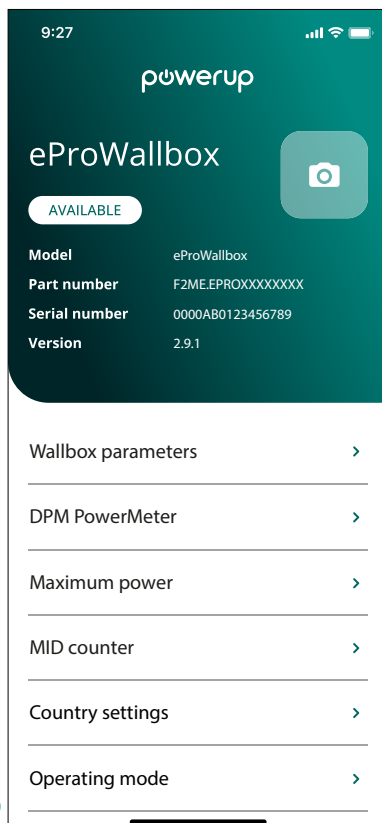 9:27
powerup
eProWallbox
AVAILABLE
Model eProWallbox
Part number F2ME.EPROXXXXXXXX
Serial number 0000AB0123456789
Version 2.9.1
Wallbox parameters
DPM PowerMeter
Maximum power
MID counter
Country settings
Operating mode